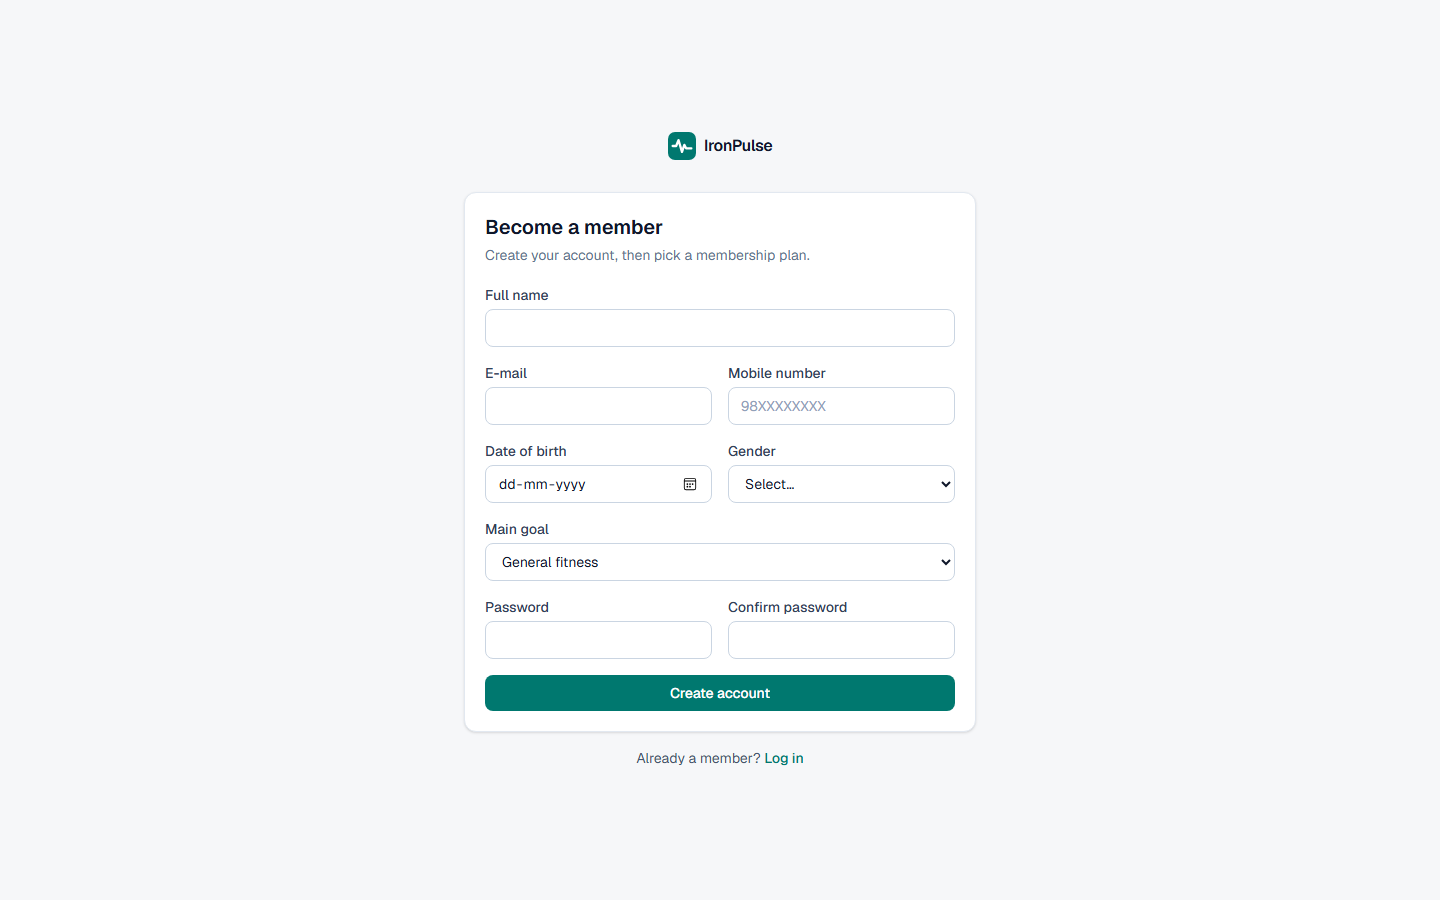 IronPulse
Become a member
Create your account, then pick a membership plan.
Full name
E-mail
Mobile number
98XXXXXXXX
Date of birth
Gender
dd-mm-yyyy
Select...
Main goal
General fitness
Password
Confirm password
Create account
Already a member? Log in